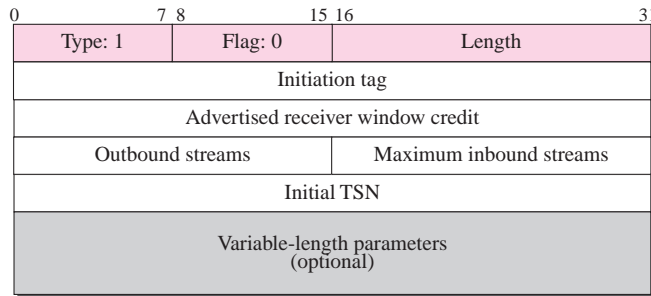 0 7 8 15 16 3
Type: 1 Flag: 0 Length
Initiation tag
Advertised receiver window credit
Outbound streams Maximum inbound streams
Initial TSN
Variable-length parameters
(optional)